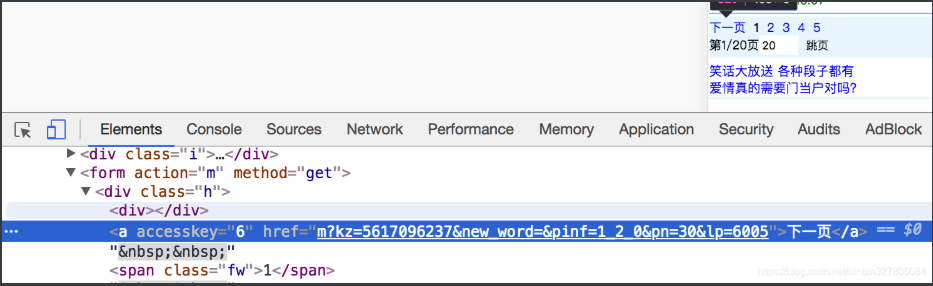 下一页 1 2 3 4 5
第1/20页 20 跳页
笑话大放送 各种段子都有
爱情真的需要门当户对吗?
Elements Console Sources Network Performance Memory Application Security Audits AdBlock
▶<div class="i">…</div>
▼<form action="m" method="get">
▼<div class="h">
<div></div>
<a accesskey="6" href="m?kz=5617096237&new_word=&pinf=1_2_0&pn=30&lp=6005">下一页</a> == $0
"&nbsp;&nbsp;"
<span class="fw">1</span>